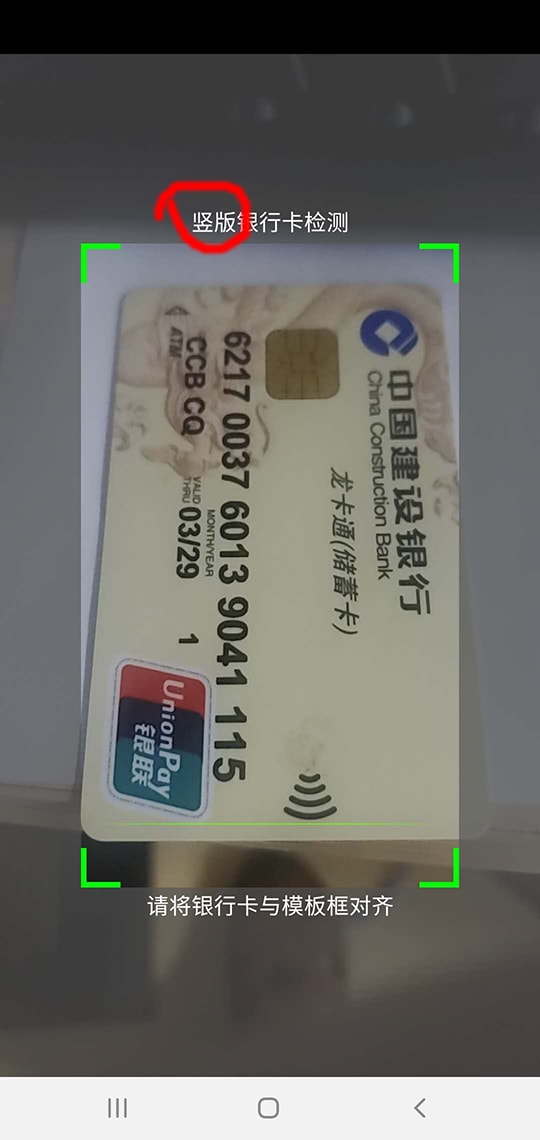 竖版银行卡检测
中国建设银行
China Construction Bank
龙卡通(储蓄卡)
6217 0037 6013 9041 115
ATM
CCB CQ
VALID THRU
MONTH/YEAR
03/29
1
UnionPay
银联
请将银行卡与模板框对齐